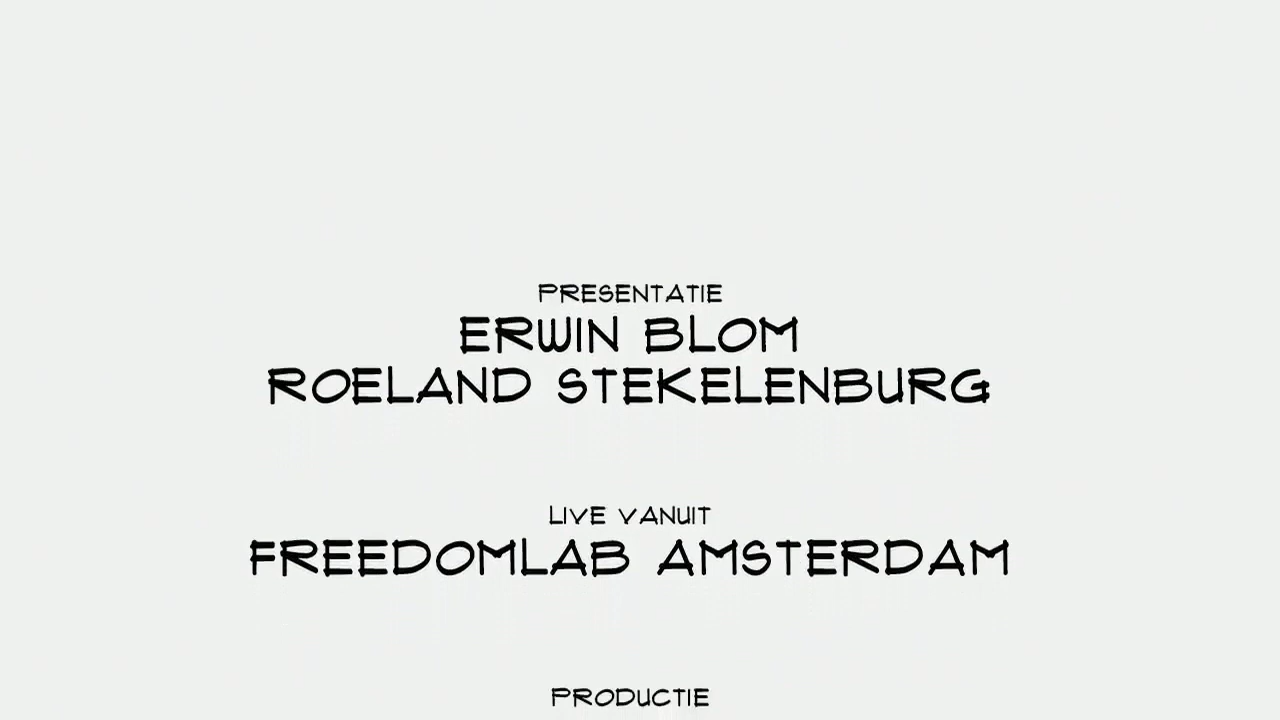 PRESENTATIE
ERWIN BLOM
ROELAND STEKELENBURG
LIVE VANUIT
FREEDOMLAB AMSTERDAM
PRODUCTIE